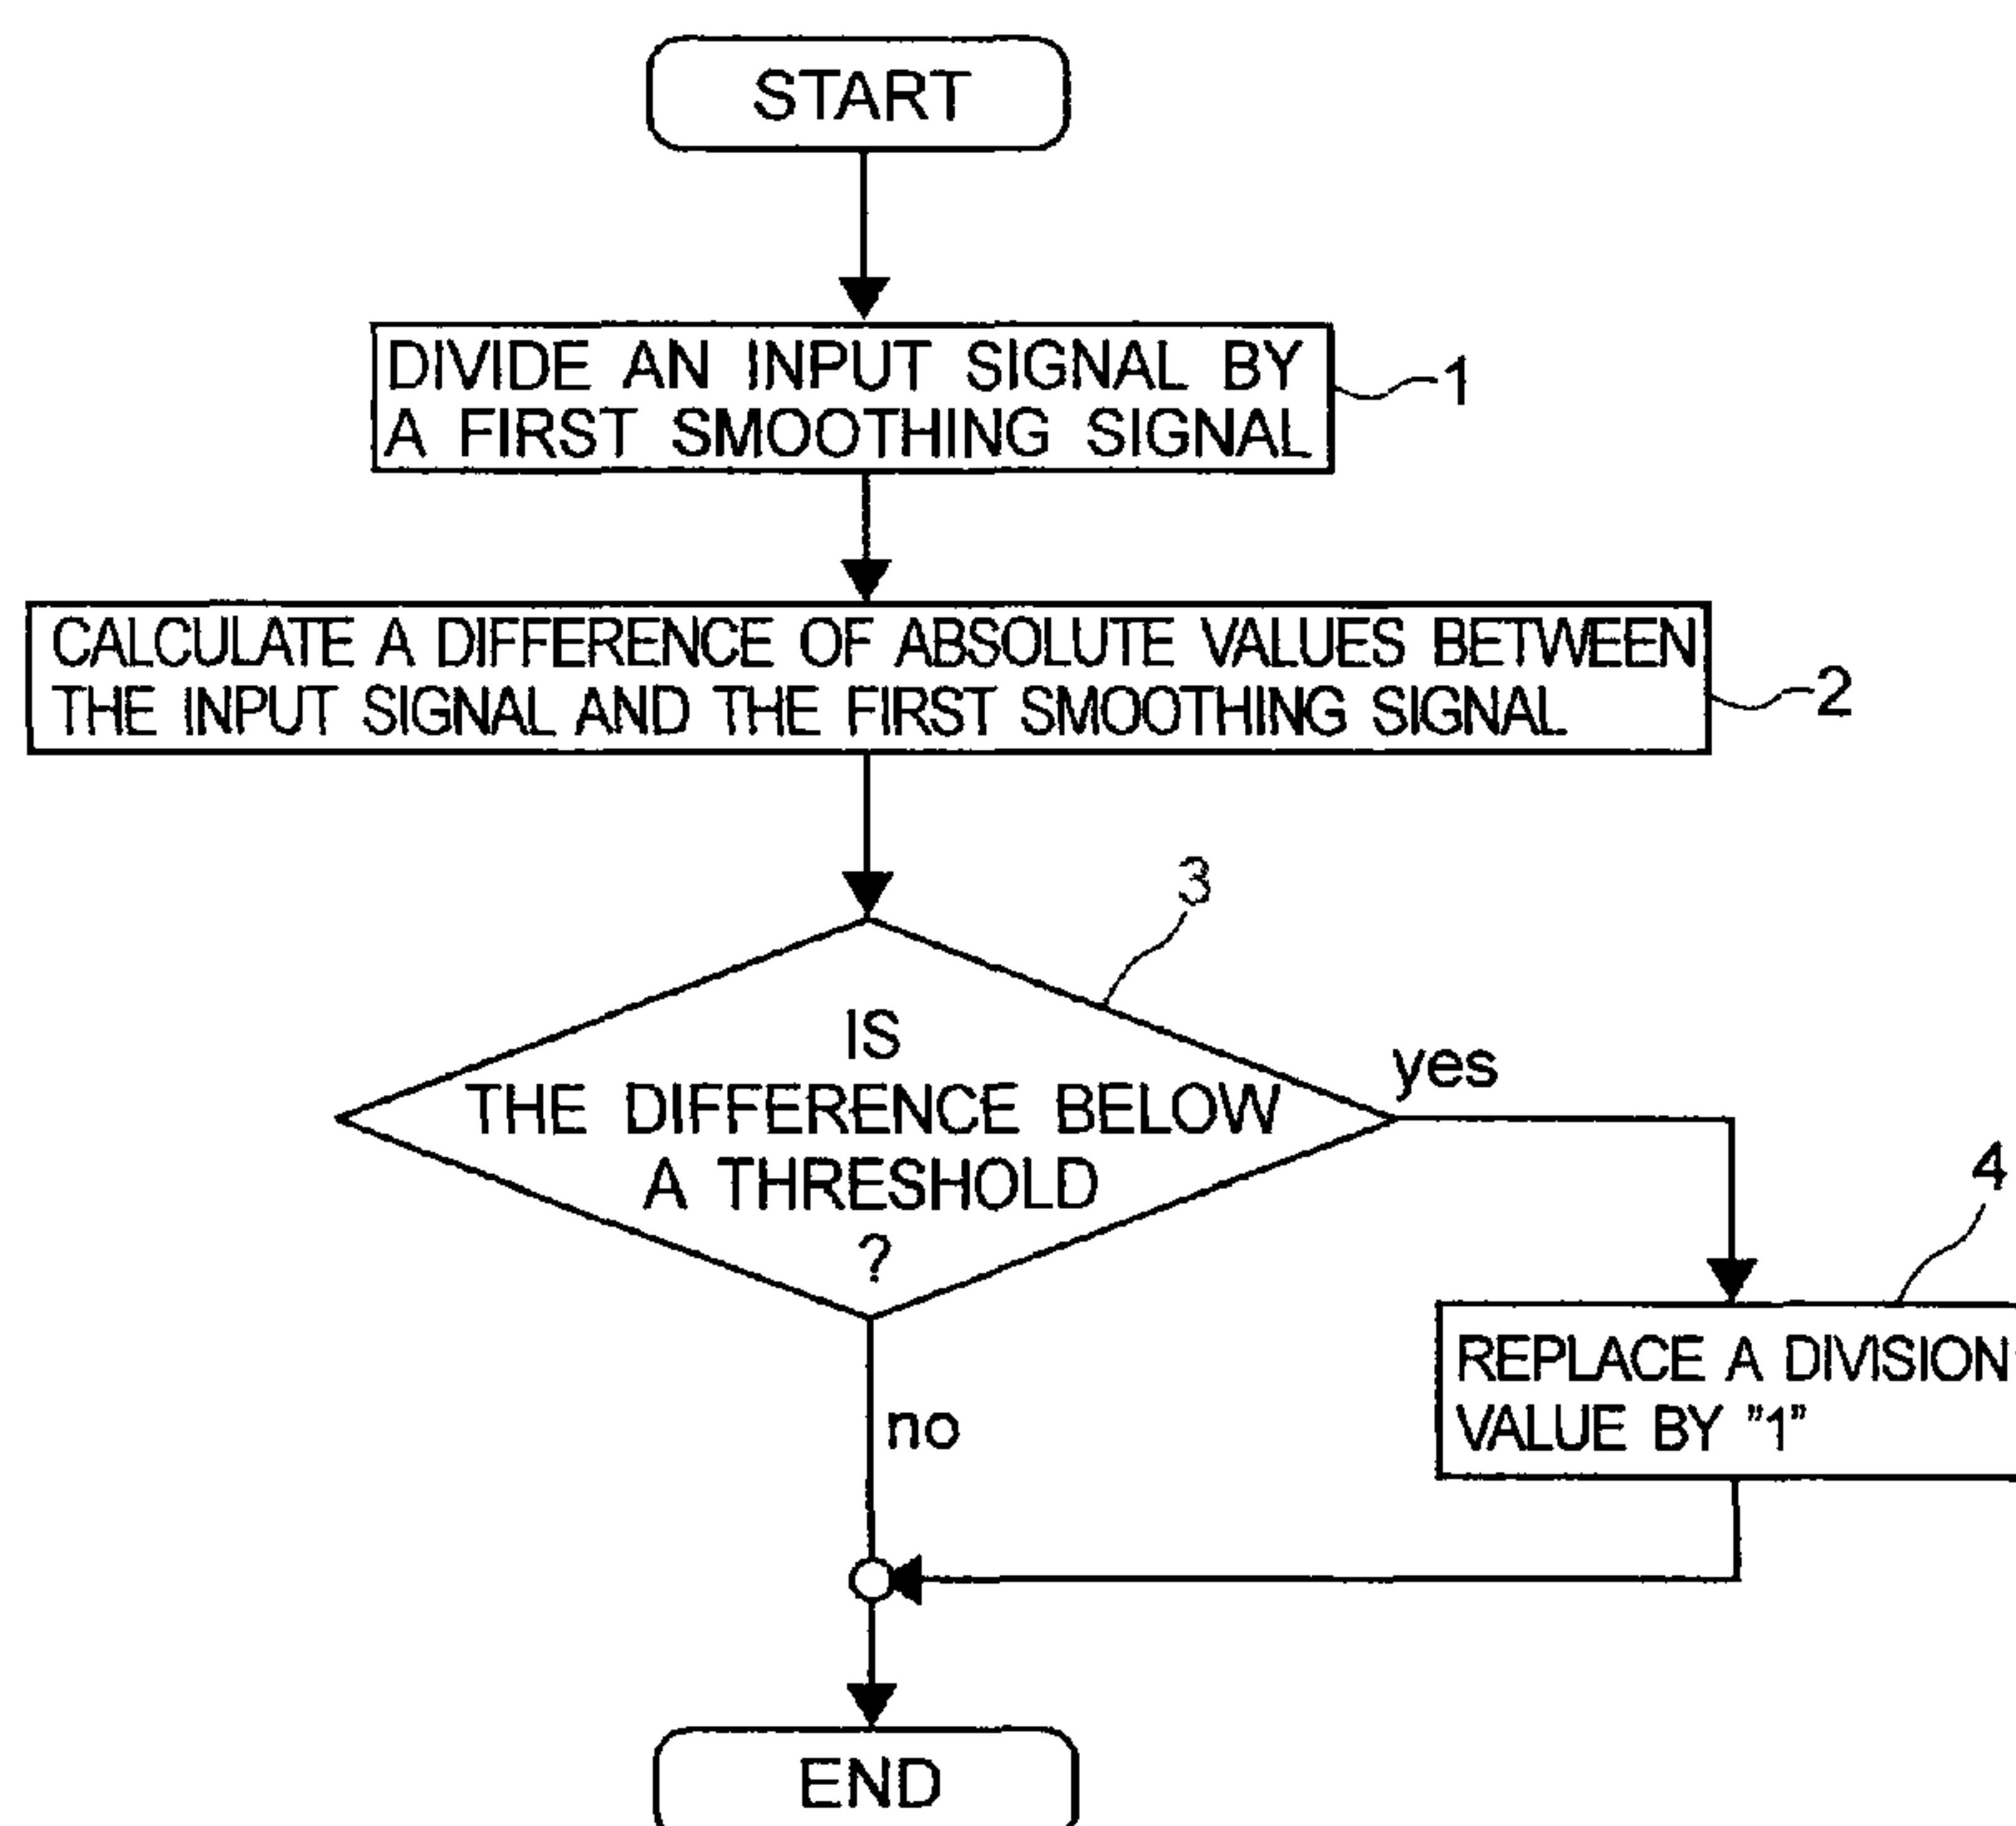 START
DIVIDE AN INPUT SIGNAL BY
A FIRST SMOOTHING SIGNAL
1
CALCULATE A DIFFERENCE OF ABSOLUTE VALUES BETWEEN
THE INPUT SIGNAL AND THE FIRST SMOOTHING SIGNAL
2
3
IS
THE DIFFERENCE BELOW
A THRESHOLD
?
yes
4
REPLACE A DIVISION
VALUE BY "1"
no
END